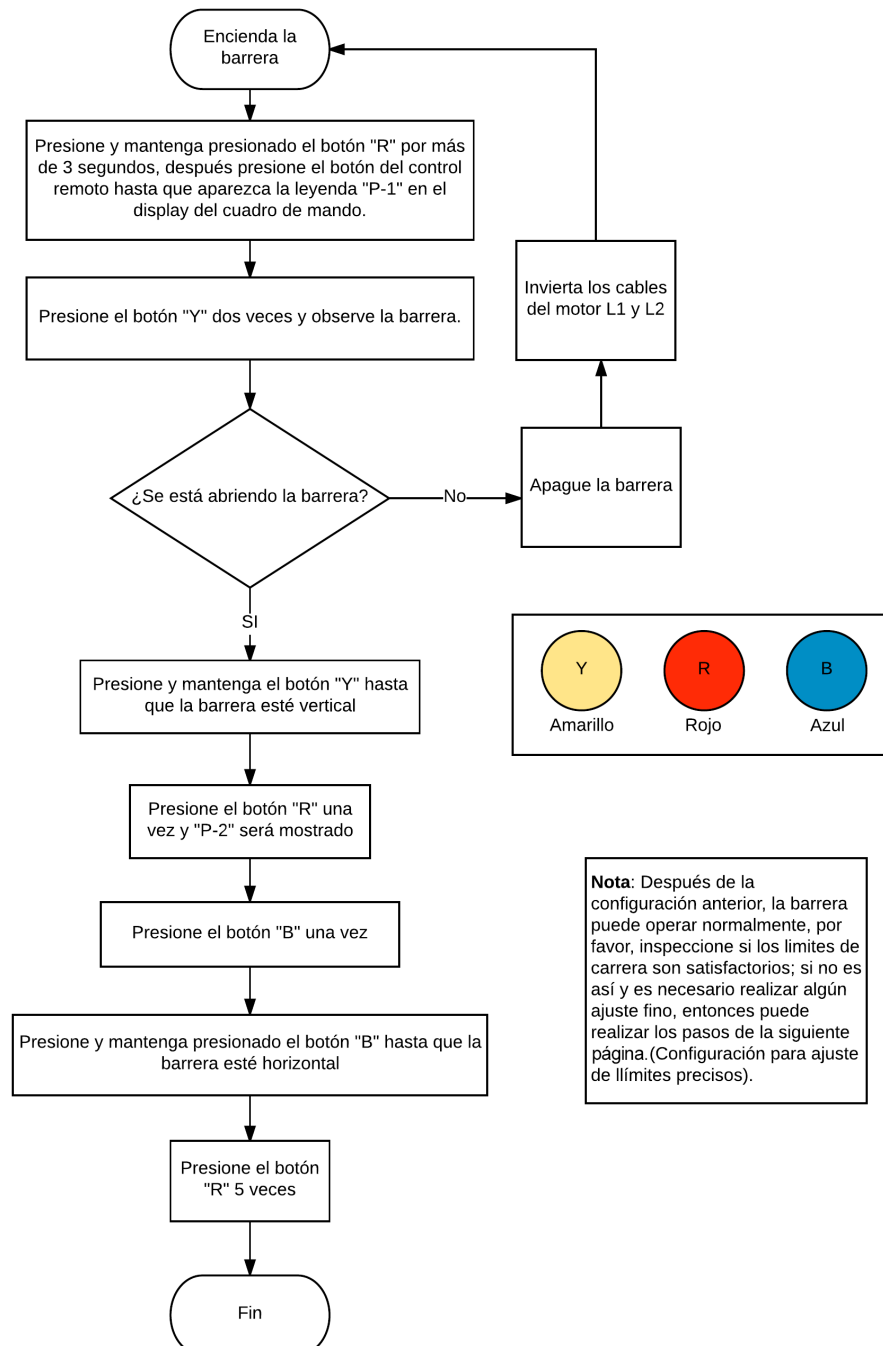 Encienda la
barrera
Presione y mantenga presionado el botón "R" por más
de 3 segundos, después presione el botón del control
remoto hasta que aparezca la leyenda "P-1" en el
display del cuadro de mando.
Presione el botón "Y" dos veces y observe la barrera.
¿Se está abriendo la barrera?
No
Apague la barrera
Invierta los cables
del motor L1 y L2
SI
Presione y mantenga el botón "Y" hasta
que la barrera esté vertical
Presione el botón "R" una
vez y "P-2" será mostrado
Presione el botón "B" una vez
Presione y mantenga presionado el botón "B" hasta que la
barrera esté horizontal
Presione el botón
"R" 5 veces
Fin
Y
R
B
Amarillo
Rojo
Azul
Nota: Después de la
configuración anterior, la barrera
puede operar normalmente, por
favor, inspeccione si los limites de
carrera son satisfactorios; si no es
así y es necesario realizar algún
ajuste fino, entonces puede
realizar los pasos de la siguiente
página.(Configuración para ajuste
de llímites precisos).